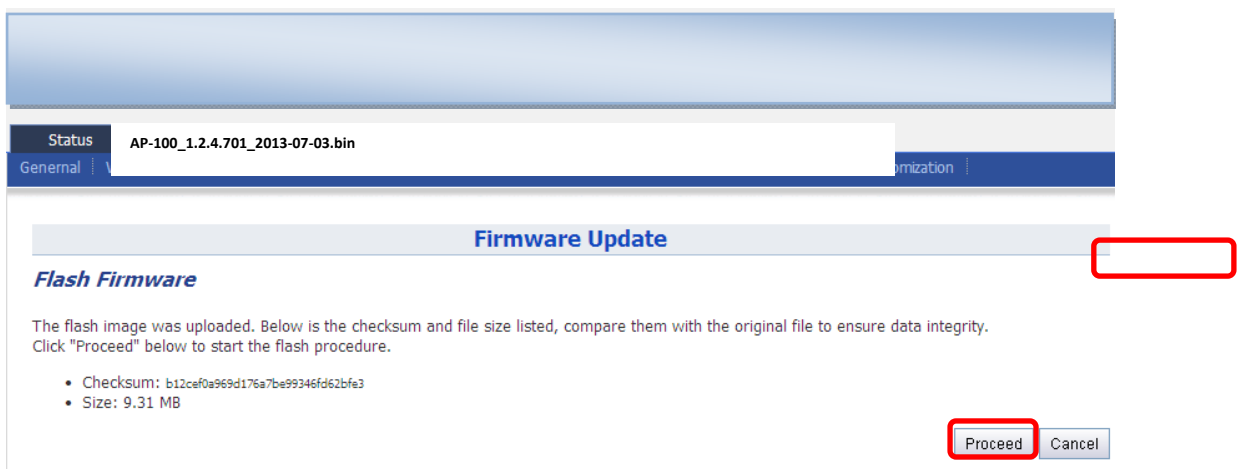 Status
AP-100_1.2.4.701_2013-07-03.bin
Genernal
omization
Firmware Update
Flash Firmware
The flash image was uploaded. Below is the checksum and file size listed, compare them with the original file to ensure data integrity.
Click "Proceed" below to start the flash procedure.
• Checksum: b12cef0a969d176a7be99346fd62bfe3
• Size: 9.31 MB
Proceed Cancel